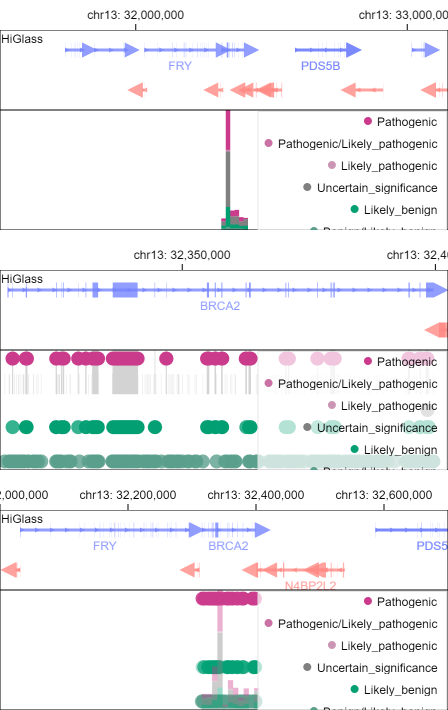 chr13: 32,000,000 chr13: 33,000,000
HiGlass
FRY PDS5B
Pathogenic
Pathogenic/Likely_pathogenic
Likely_pathogenic
Uncertain_significance
Likely_benign
chr13: 32,350,000 chr13: 32,4
HiGlass
BRCA2
Pathogenic
Pathogenic/Likely_pathogenic
Likely_pathogenic
Uncertain_significance
Likely_benign
2,000,000 chr13: 32,200,000 chr13: 32,400,000 chr13: 32,600,000
HiGlass
FRY BRCA2 PDS5
N4BP2L2
Pathogenic
Pathogenic/Likely_pathogenic
Likely_pathogenic
Uncertain_significance
Likely_benign